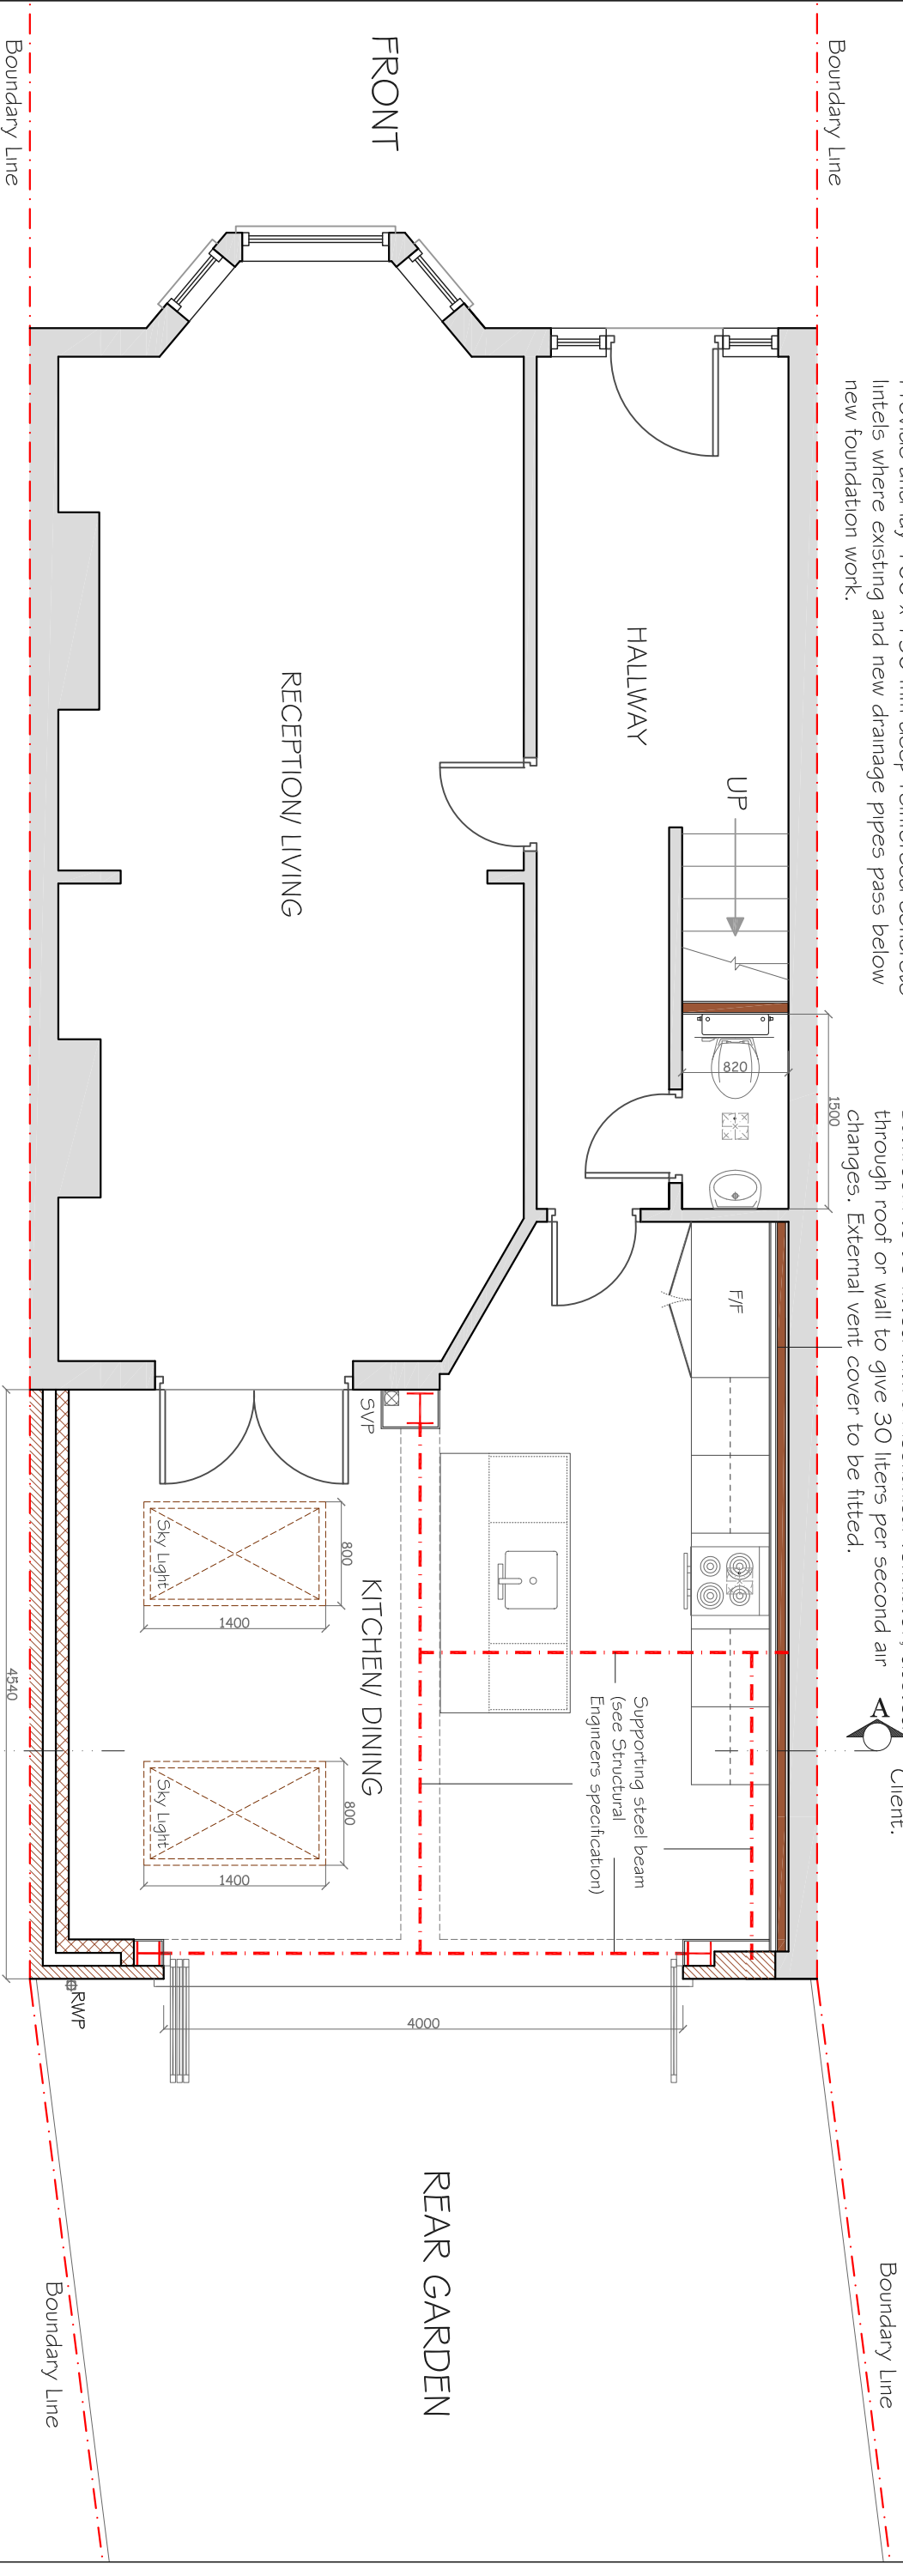 Boundary Line
Boundary Line
FRONT
lintels where existing and new drainage pipes pass below
new foundation work.
through roof or wall to give 30 liters per second air
changes. External vent cover to be fitted.
A
Client.
HALLWAY
UP
820
1500
RECEPTION/ LIVING
F/F
SVP
Sky Light
800
1400
KITCHEN/ DINING
Sky Light
800
1400
Supporting steel beam
(see Structural
Engineers specification)
4540
RWP
4000
REAR GARDEN
Boundary Line
Boundary Line